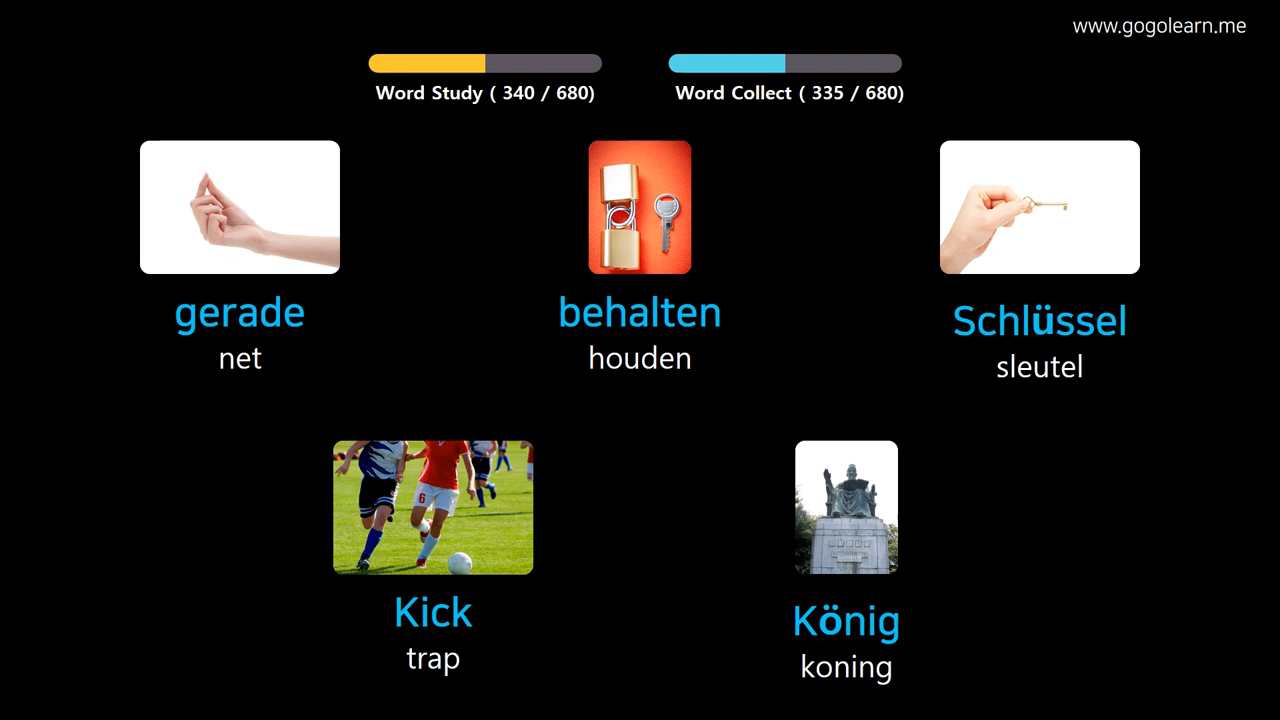 www.gogolearn.me
Word Study ( 340 / 680)
Word Collect ( 335 / 680)
gerade
net
behalten
houden
Schlüssel
sleutel
Kick
trap
König
koning